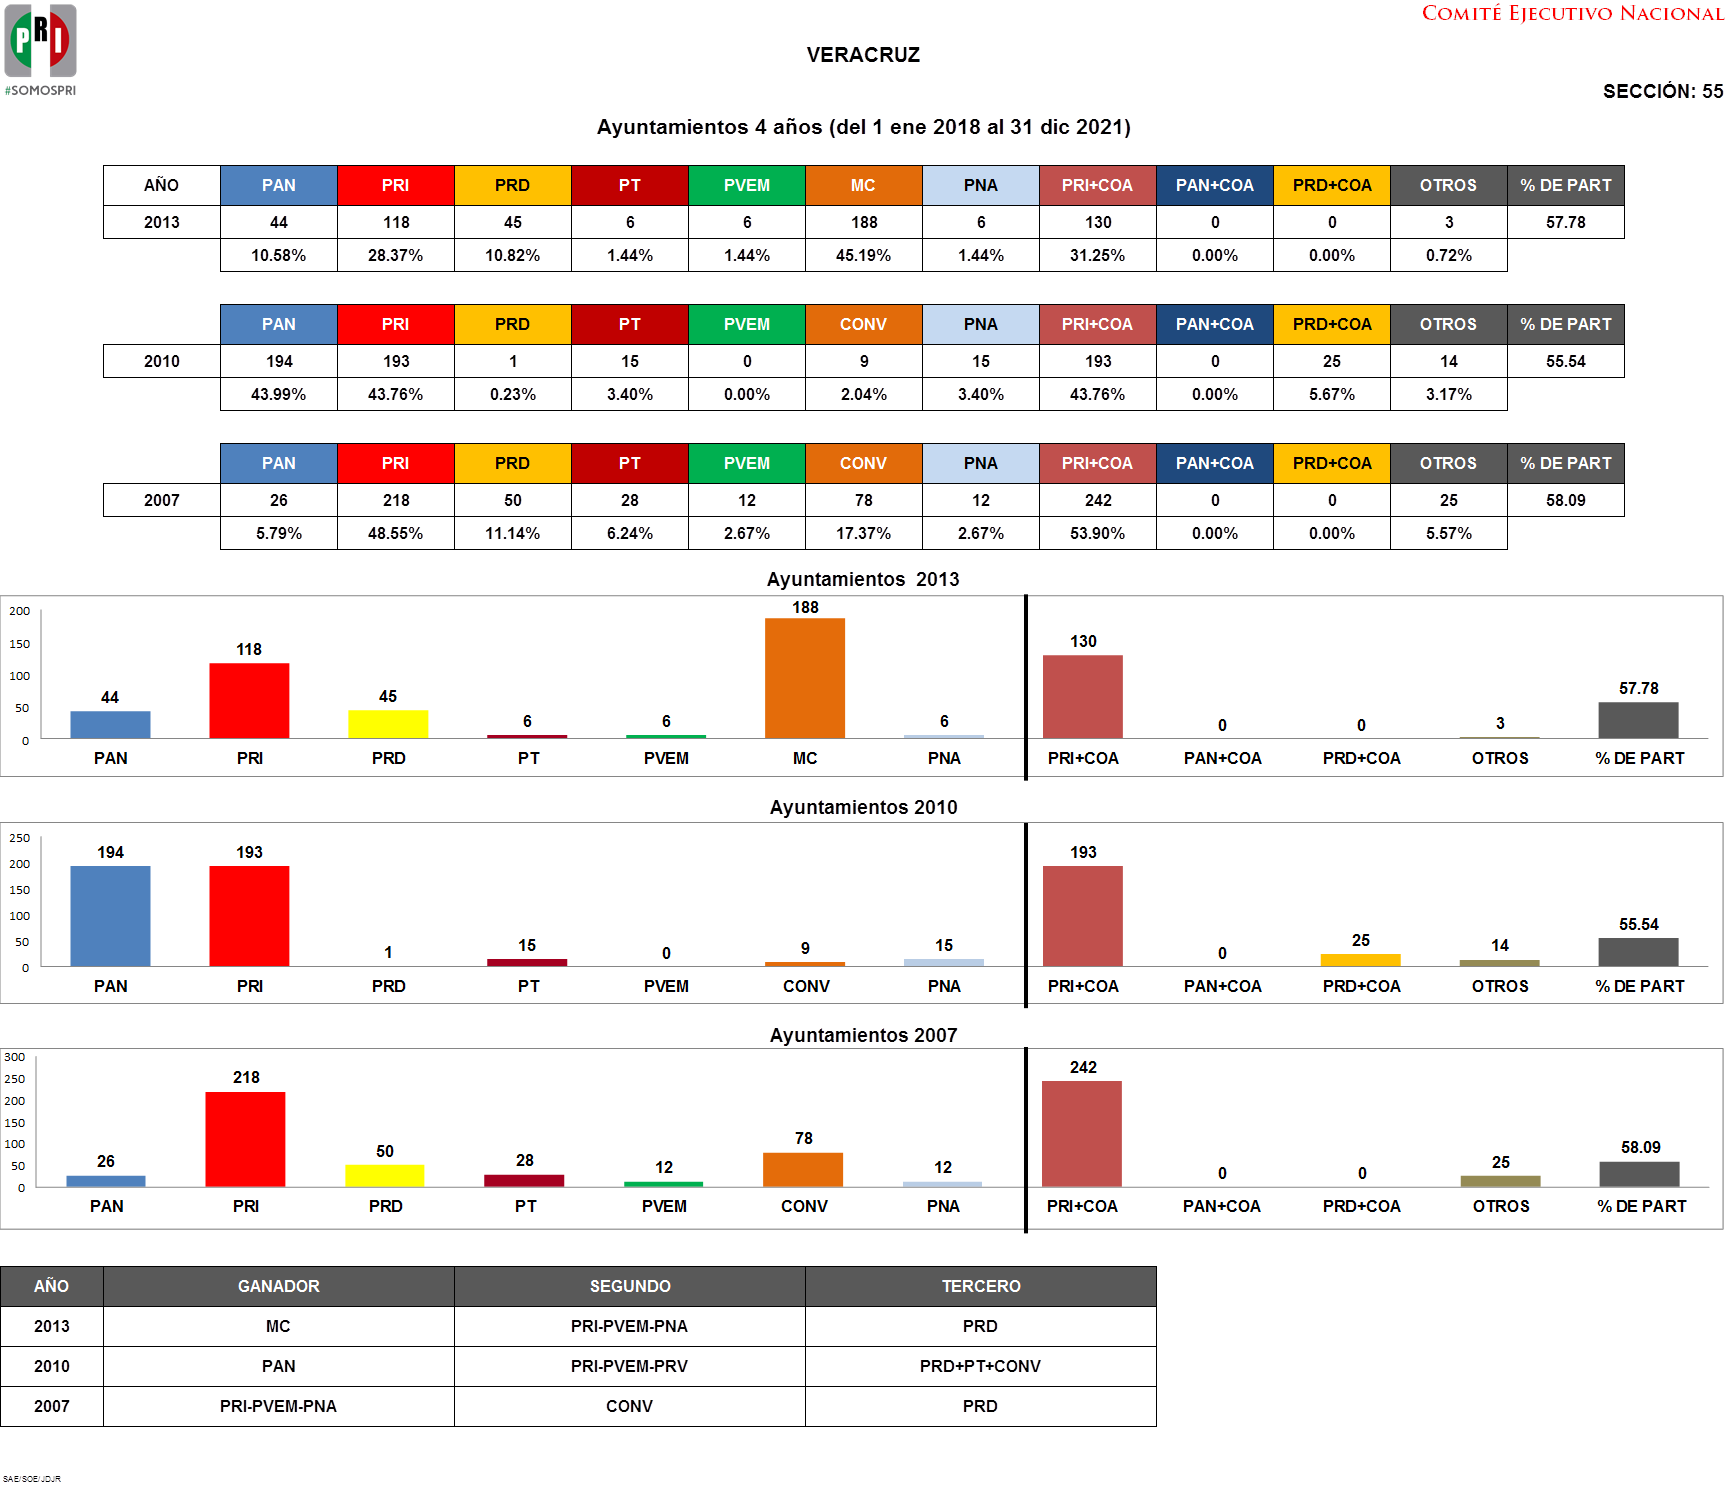 PRI
#SOMOSPRI
COMITÉ EJECUTIVO NACIONAL
VERACRUZ
SECCIÓN: 55
Ayuntamientos 4 años (del 1 ene 2018 al 31 dic 2021)
AÑO PAN PRI PRD PT PVEM MC PNA PRI+COA PAN+COA PRD+COA OTROS % DE PART
2013 44 118 45 6 6 188 6 130 0 0 3 57.78
10.58% 28.37% 10.82% 1.44% 1.44% 45.19% 1.44% 31.25% 0.00% 0.00% 0.72%
PAN PRI PRD PT PVEM CONV PNA PRI+COA PAN+COA PRD+COA OTROS % DE PART
2010 194 193 1 15 0 9 15 193 0 25 14 55.54
43.99% 43.76% 0.23% 3.40% 0.00% 2.04% 3.40% 43.76% 0.00% 5.67% 3.17%
PAN PRI PRD PT PVEM CONV PNA PRI+COA PAN+COA PRD+COA OTROS % DE PART
2007 26 218 50 28 12 78 12 242 0 0 25 58.09
5.79% 48.55% 11.14% 6.24% 2.67% 17.37% 2.67% 53.90% 0.00% 0.00% 5.57%
Ayuntamientos 2013
200
150
100
50
0
44 118 45 6 6 188 6 130 0 0 3 57.78
PAN PRI PRD PT PVEM MC PNA PRI+COA PAN+COA PRD+COA OTROS % DE PART
Ayuntamientos 2010
250
200
150
100
50
0
194 193 1 15 0 9 15 193 0 25 14 55.54
PAN PRI PRD PT PVEM CONV PNA PRI+COA PAN+COA PRD+COA OTROS % DE PART
Ayuntamientos 2007
300
250
200
150
100
50
0
26 218 50 28 12 78 12 242 0 0 25 58.09
PAN PRI PRD PT PVEM CONV PNA PRI+COA PAN+COA PRD+COA OTROS % DE PART
AÑO GANADOR SEGUNDO TERCERO
2013 MC PRI-PVEM-PNA PRD
2010 PAN PRI-PVEM-PRV PRD+PT+CONV
2007 PRI-PVEM-PNA CONV PRD
SAE/SOE/JDJR